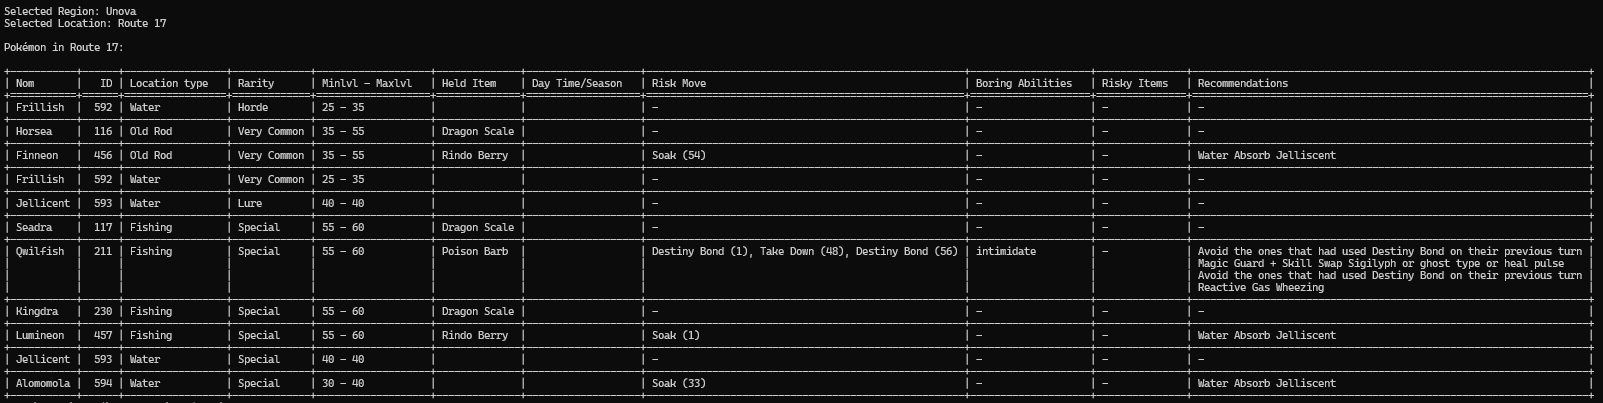 Selected Region: Unova
Selected Location: Route 17
Pokémon in Route 17:
| Nom | ID | Location type | Rarity | Minlvl - Maxlvl | Held Item | Day Time/Season | Risk Move | Boring Abilities | Risky Items | Recommendations |
| Frillish | 592 | Water | Horde | 25 - 35 | | | - | - | - | - |
| Horsea | 116 | Old Rod | Very Common | 35 - 55 | Dragon Scale | | - | - | - | - |
| Finneon | 456 | Old Rod | Very Common | 35 - 55 | Rindo Berry | | Soak (54) | - | - | Water Absorb Jelliscent |
| Frillish | 592 | Water | Very Common | 25 - 35 | | | - | - | - | - |
| Jellicent | 593 | Water | Lure | 40 - 40 | | | - | - | - | - |
| Seadra | 117 | Fishing | Special | 55 - 60 | Dragon Scale | | - | - | - | - |
| Qwilfish | 211 | Fishing | Special | 55 - 60 | Poison Barb | | Destiny Bond (1), Take Down (48), Destiny Bond (56) | intimidate | - | Avoid the ones that had used Destiny Bond on their previous turn |
| | | | | | | | | | | Magic Guard + Skill Swap Sigilyph or ghost type or heal pulse |
| | | | | | | | | | | Avoid the ones that had used Destiny Bond on their previous turn |
| | | | | | | | | | | Reactive Gas Wheezing |
| Kingdra | 230 | Fishing | Special | 55 - 60 | Dragon Scale | | - | - | - | - |
| Lumineon | 457 | Fishing | Special | 55 - 60 | Rindo Berry | | Soak (1) | - | - | Water Absorb Jelliscent |
| Jellicent | 593 | Water | Special | 40 - 40 | | | - | - | - | - |
| Alomomola | 594 | Water | Special | 30 - 40 | | | Soak (33) | - | - | Water Absorb Jelliscent |